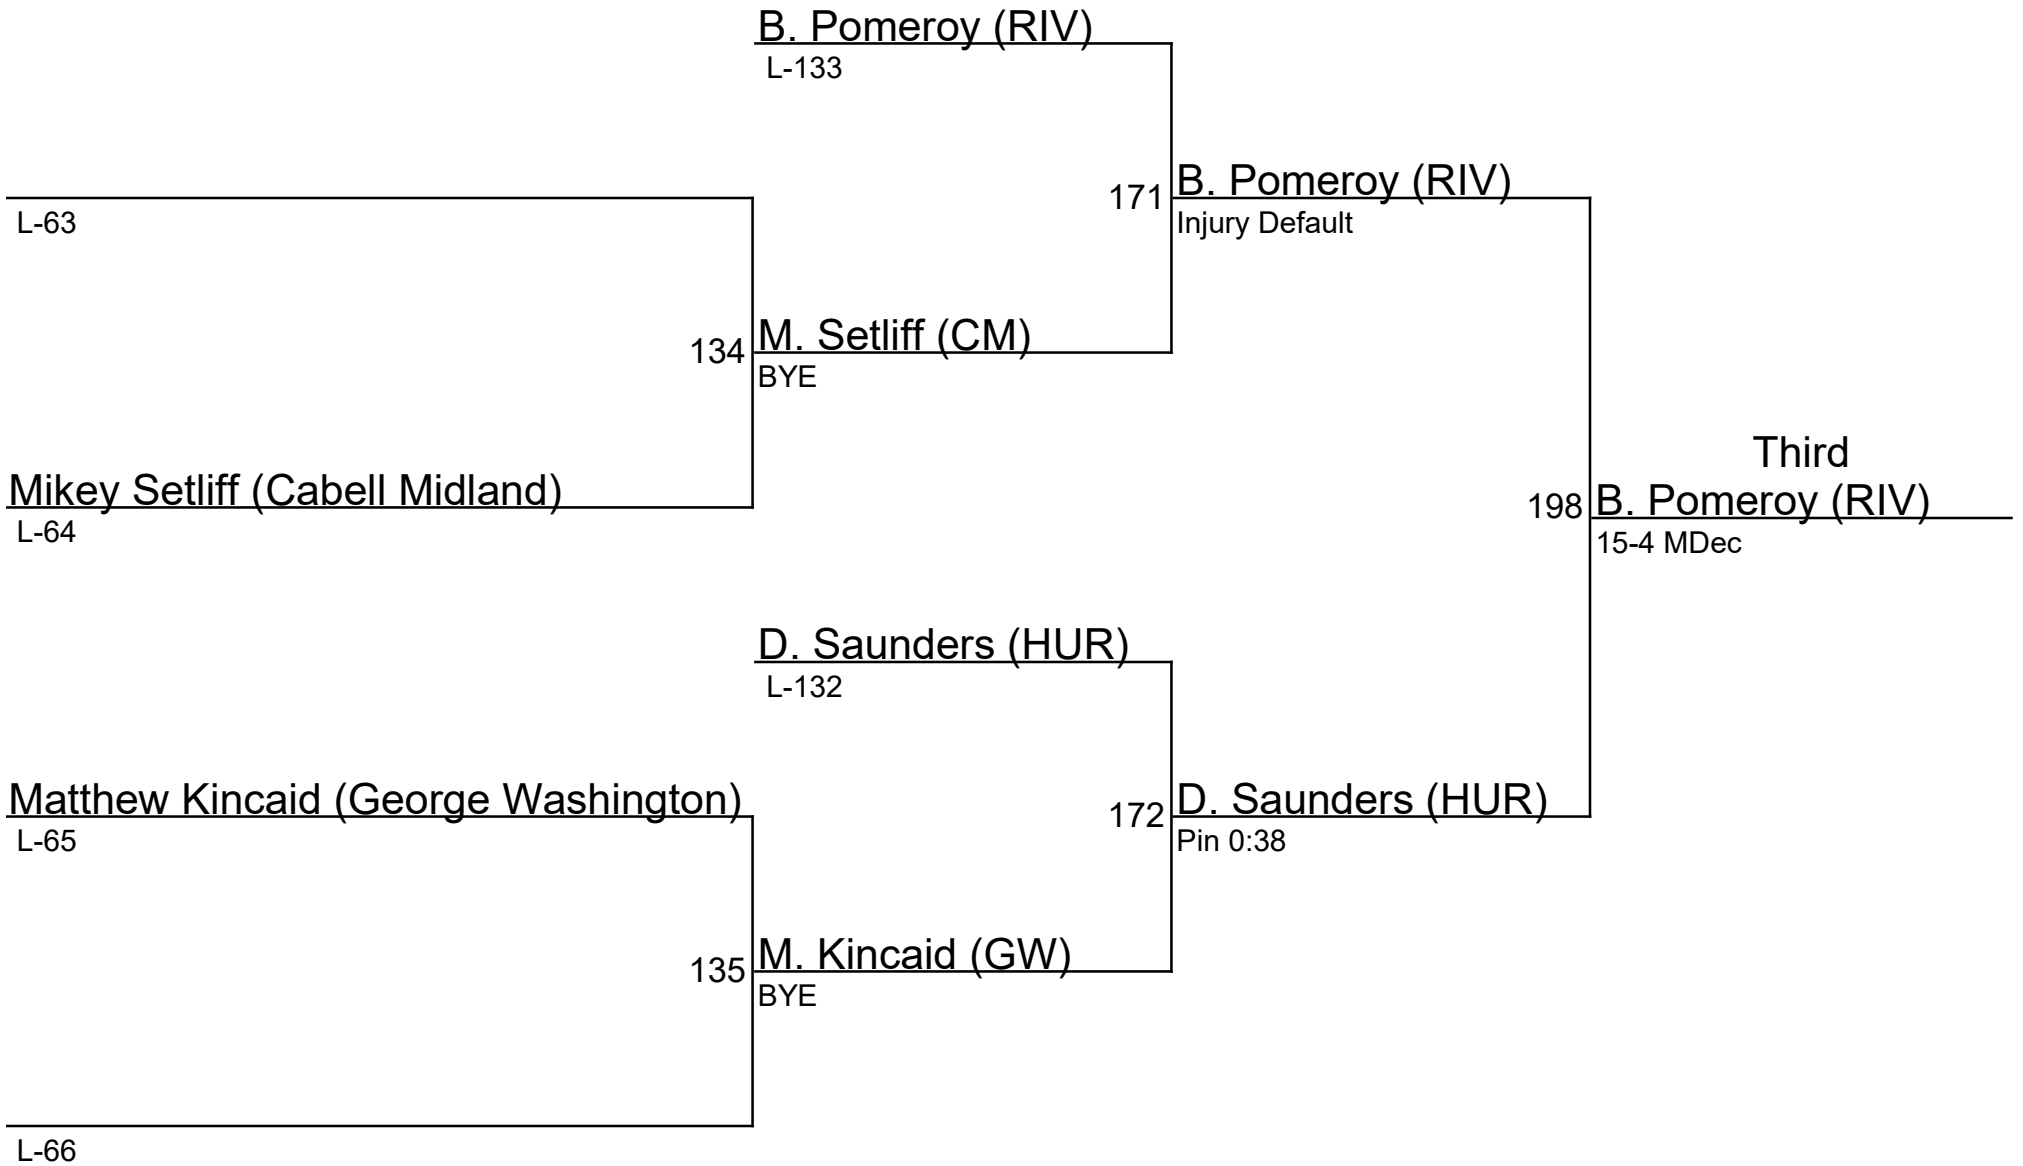 B. Pomeroy (RIV)
L-133
171
B. Pomeroy (RIV)
Injury Default
L-63
134
M. Setliff (CM)
BYE
Mikey Setliff (Cabell Midland)
L-64
Third
198
B. Pomeroy (RIV)
15-4 MDec
D. Saunders (HUR)
L-132
Matthew Kincaid (George Washington)
L-65
172
D. Saunders (HUR)
Pin 0:38
135
M. Kincaid (GW)
BYE
L-66